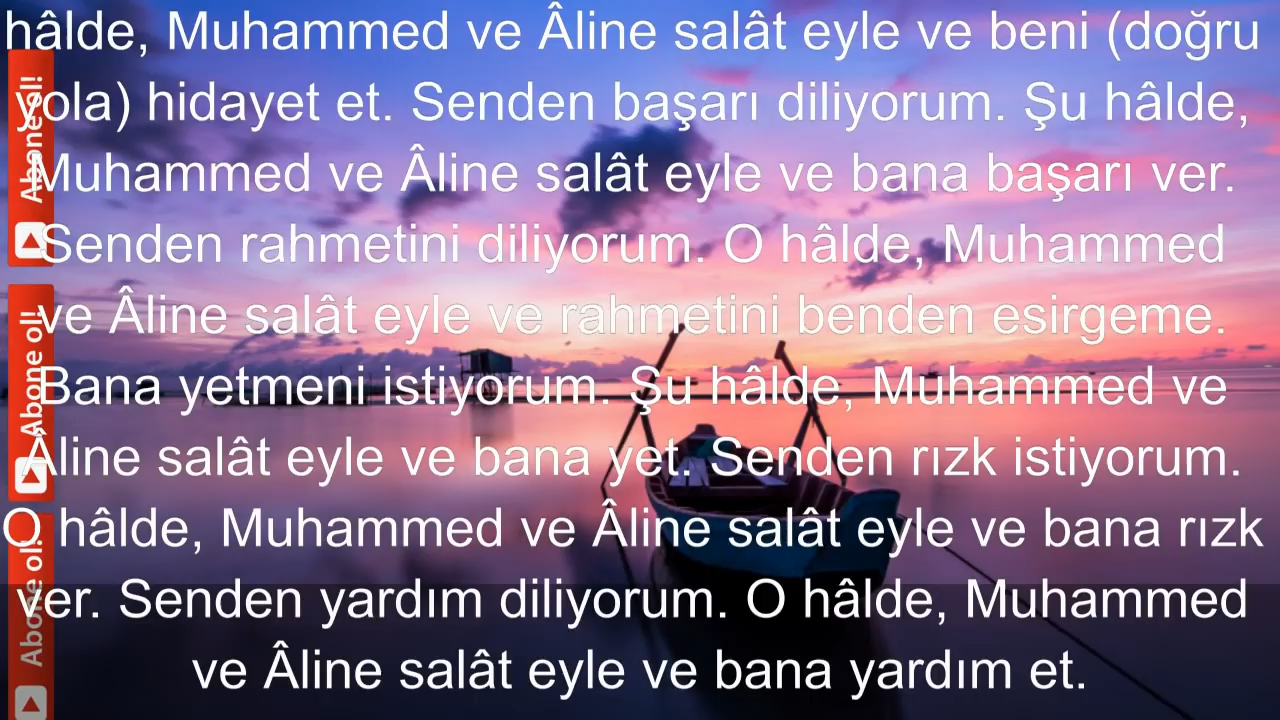 hâlde, Muhammed ve Âline salât eyle ve beni (doğru
yola) hidayet et. Senden başarı diliyorum. Şu hâlde,
Muhammed ve Âline salât eyle ve bana başarı ver.
Senden rahmetini diliyorum. O hâlde, Muhammed
ve Âline salât eyle ve rahmetini benden esirgeme.
Bana yetmeni istiyorum. Şu hâlde, Muhammed ve
Âline salât eyle ve bana yet. Senden rızk istiyorum.
O hâlde, Muhammed ve Âline salât eyle ve bana rızk
ver. Senden yardım diliyorum. O hâlde, Muhammed
ve Âline salât eyle ve bana yardım et.
Abone ol!
Abone ol!
Abone ol!